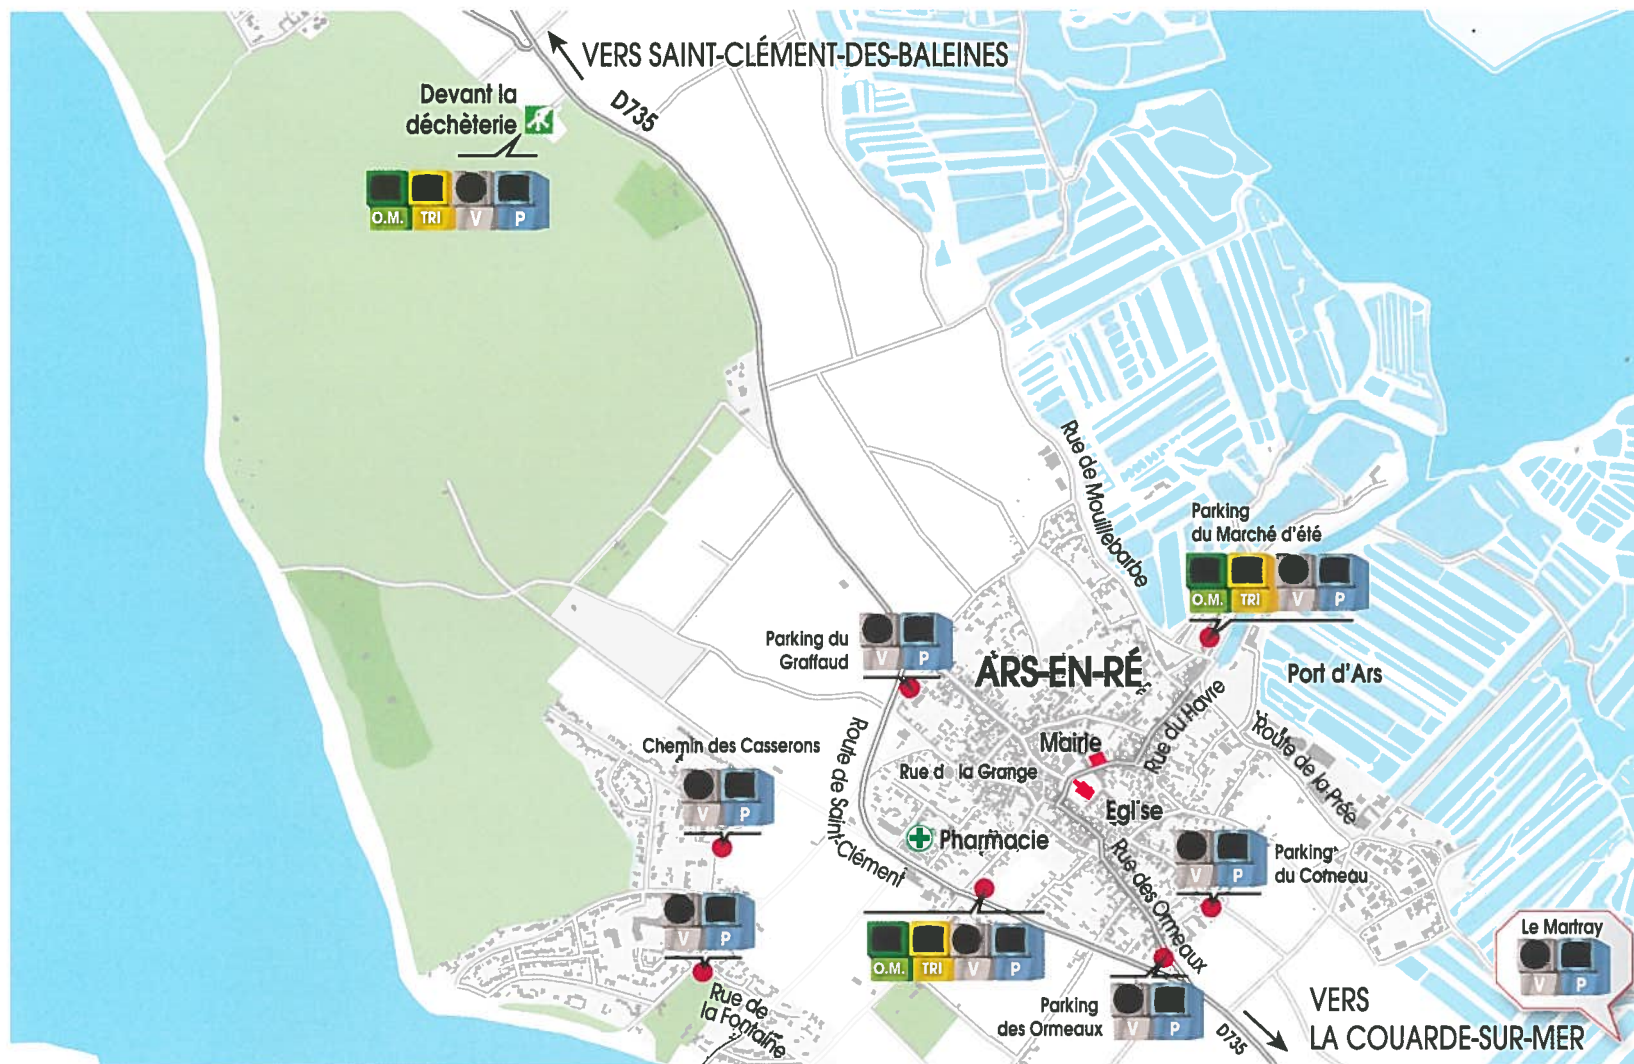 VERS SAINT-CLÉMENT-DES-BALEINES
D735
Devant la
déchèterie
O.M. TRI V P
Rue de Mouillebarbe
Parking
du Marché d'été
O.M. TRI V P
Parking du
Graffaud
V P
ARS-EN-RÉ
Port d'Ars
Route de Saint-Clément
Mairie
Rue du Havre
Route de la Prée
Chemin des Casserons
V P
Rue d la Grange
Eglise
Pharmacie
Rue des Ormeaux
V P
Parking
du Comeau
V P
Rue de
la Fontaine
O.M. TRI V P
Parking
des Ormeaux
V P
D735
Le Martray
V P
VERS
LA COUARDE-SUR-MER